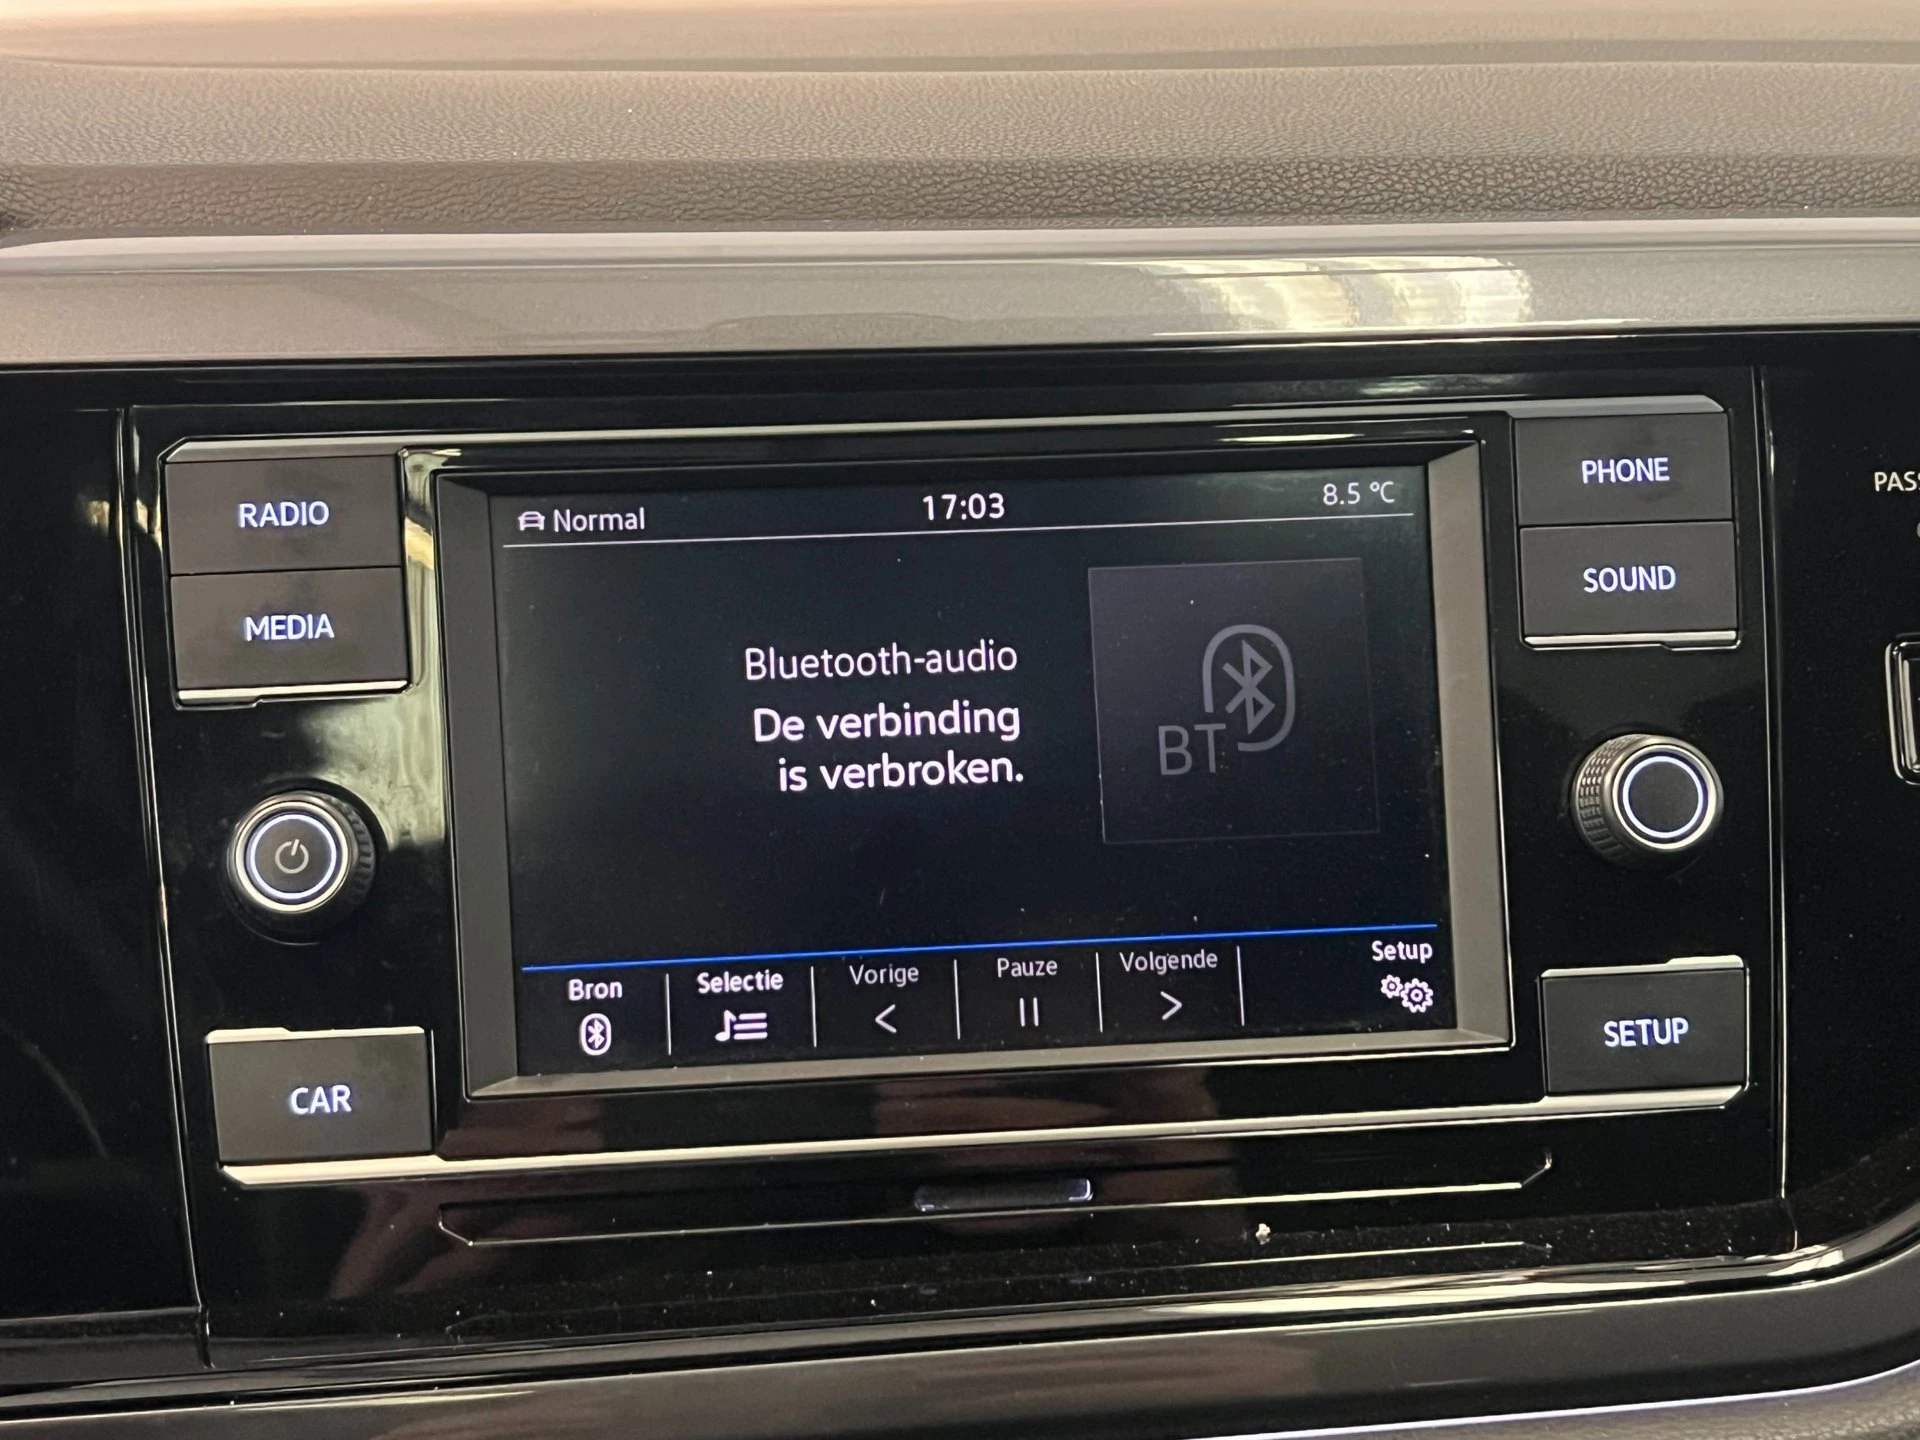 RADIO
MEDIA
CAR
Normal
17:03
8.5 °C
Bluetooth-audio
De verbinding
is verbroken.
BT
Bron
Selectie
Vorige
Pauze
Volgende
Setup
PHONE
SOUND
SETUP